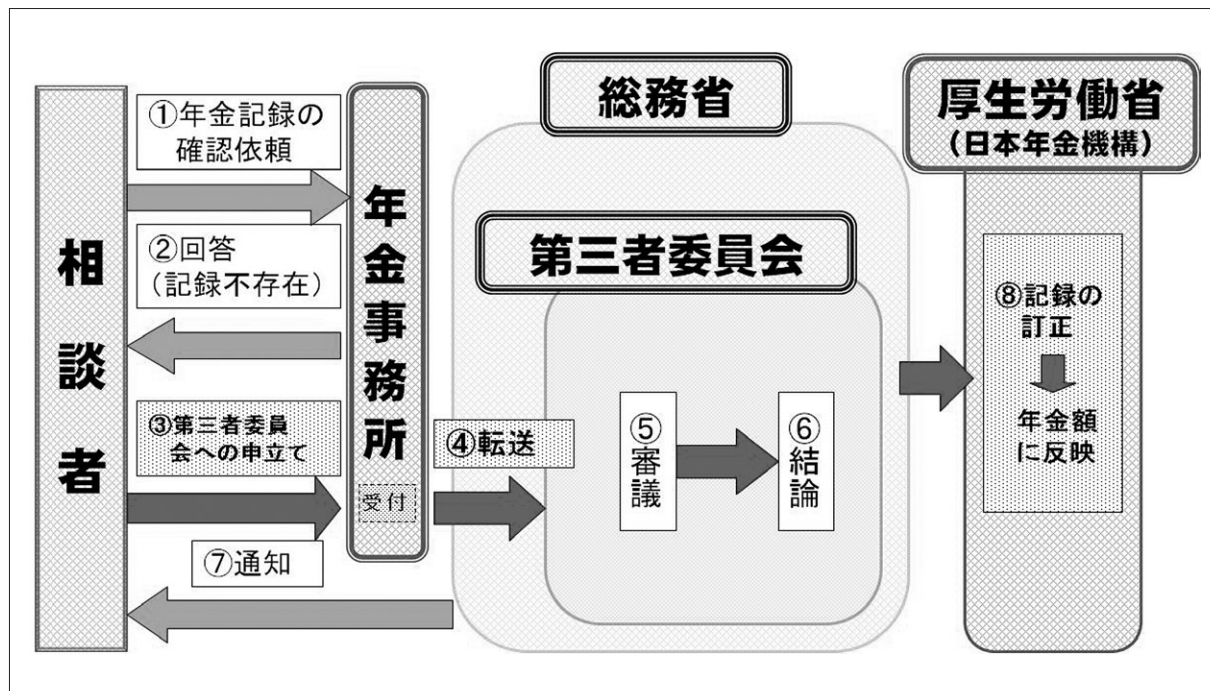 総務省
厚生労働省
(日本年金機構)
相談者
①年金記録の
確認依頼
②回答
(記録不存在)
③第三者委員
会への申立て
⑦通知
年金事務所
受付
④転送
第三者委員会
⑤審議
⑥結論
⑧記録の
訂正
年金額
に反映